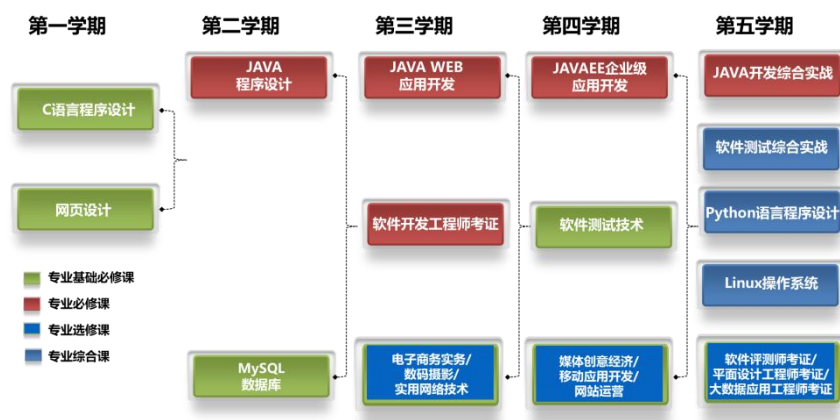 第一学期
第二学期
第三学期
第四学期
第五学期
C语言程序设计
网页设计
JAVA
程序设计
MySQL
数据库
JAVA WEB
应用开发
软件开发工程师考证
电子商务实务/
数码摄影/
实用网络技术
JAVAEE企业级
应用开发
软件测试技术
媒体创意经济/
移动应用开发/
网站运营
JAVA开发综合实战
软件测试综合实战
Python语言程序设计
Linux操作系统
软件评测师考证/
平面设计工程师考证/
大数据应用工程师考证
专业基础必修课
专业必修课
专业选修课
专业综合课